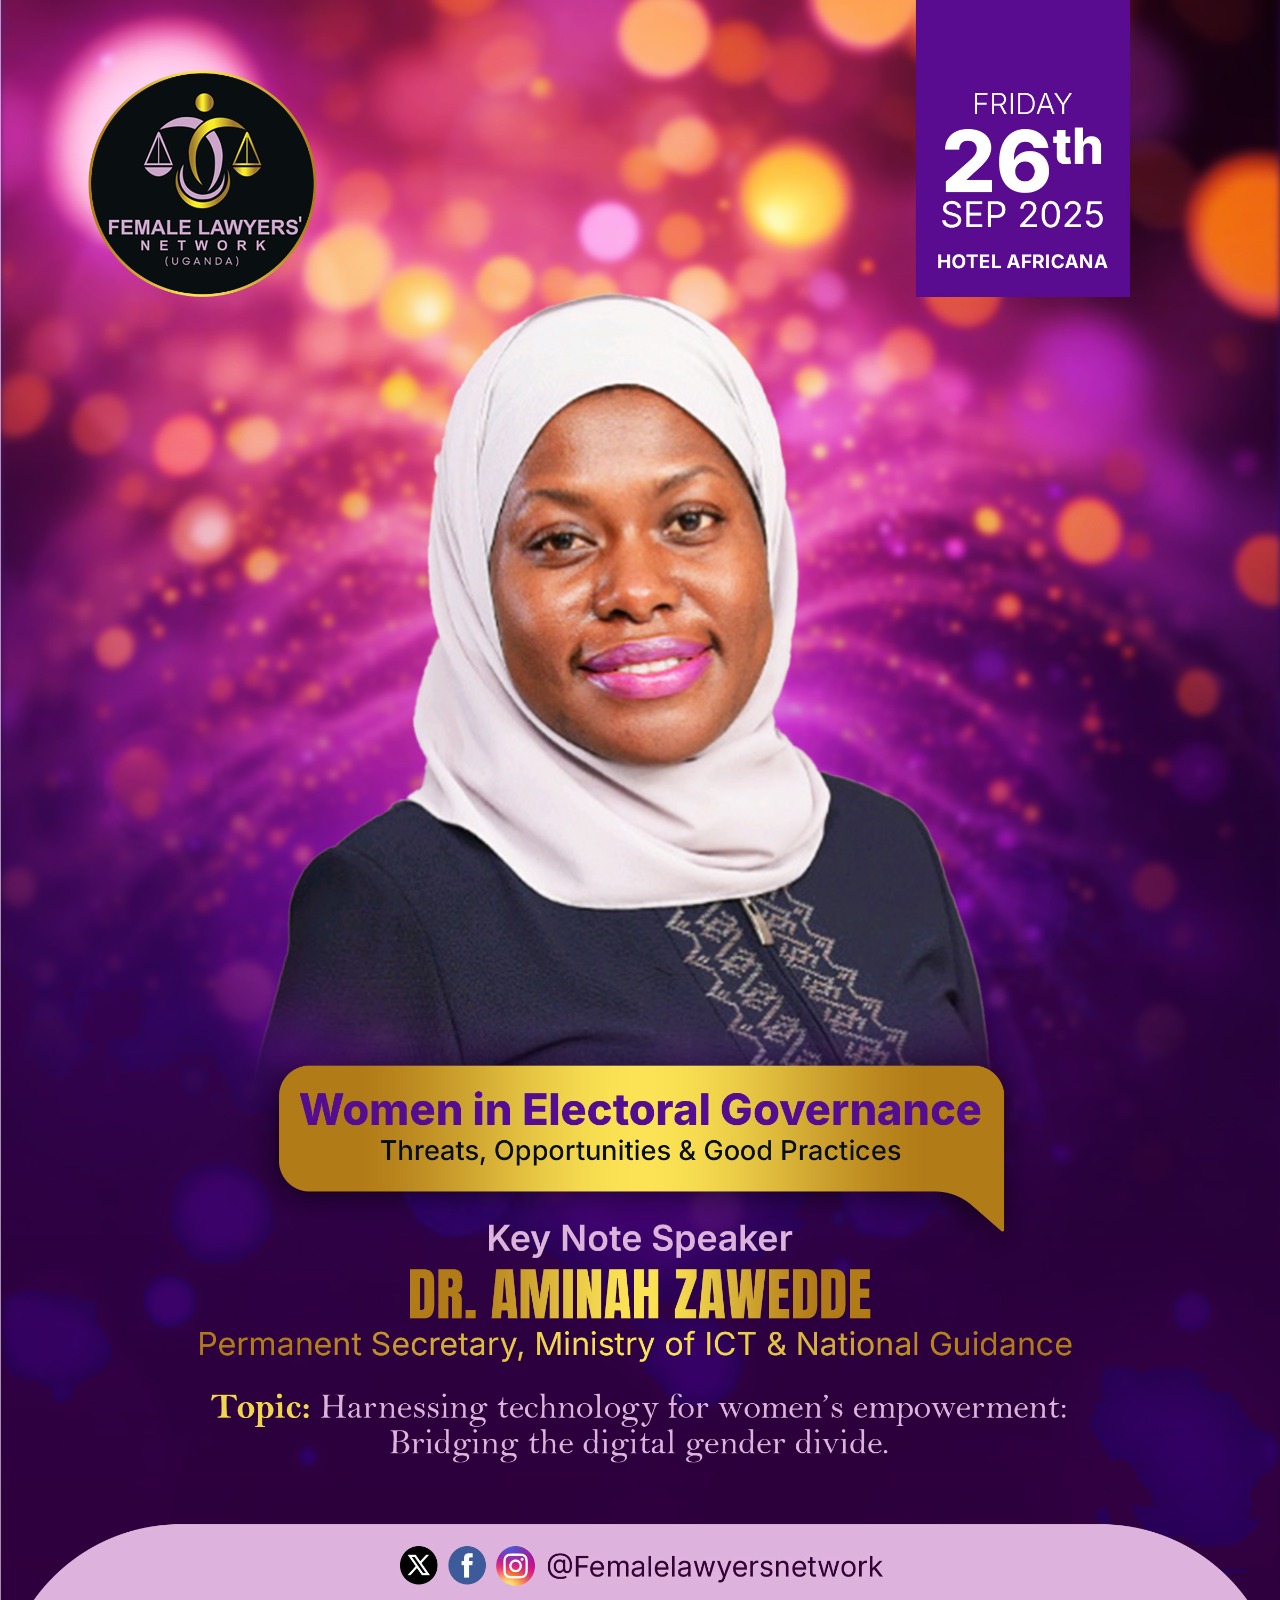 FEMALE LAWYERS'
NETWORK
(UGANDA)
FRIDAY
26th
SEP 2025
HOTEL AFRICANA
Women in Electoral Governance
Threats, Opportunities & Good Practices
Key Note Speaker
DR. AMINAH ZAWEDDE
Permanent Secretary, Ministry of ICT & National Guidance
Topic: Harnessing technology for women’s empowerment:
Bridging the digital gender divide.
@Femalelawyersnetwork